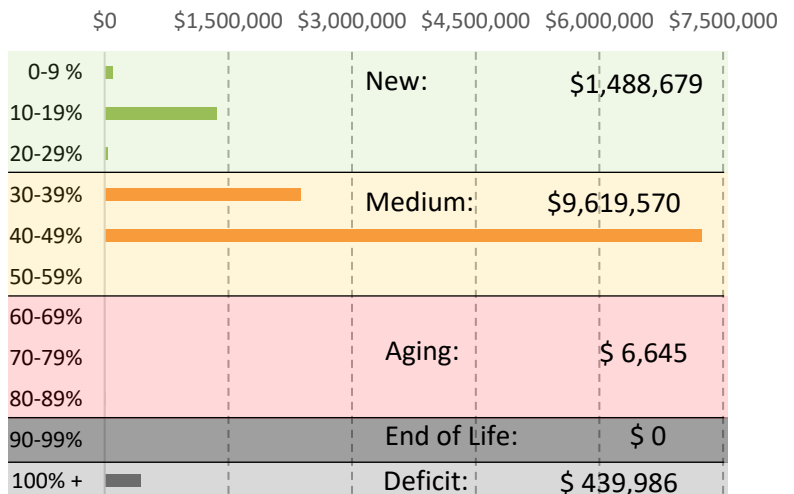 $0 $1,500,000 $3,000,000 $4,500,000 $6,000,000 $7,500,000
0-9 % New: $1,488,679
10-19%
20-29%
30-39% Medium: $9,619,570
40-49%
50-59%
60-69%
70-79% Aging: $ 6,645
80-89%
90-99% End of Life: $ 0
100% + Deficit: $ 439,986